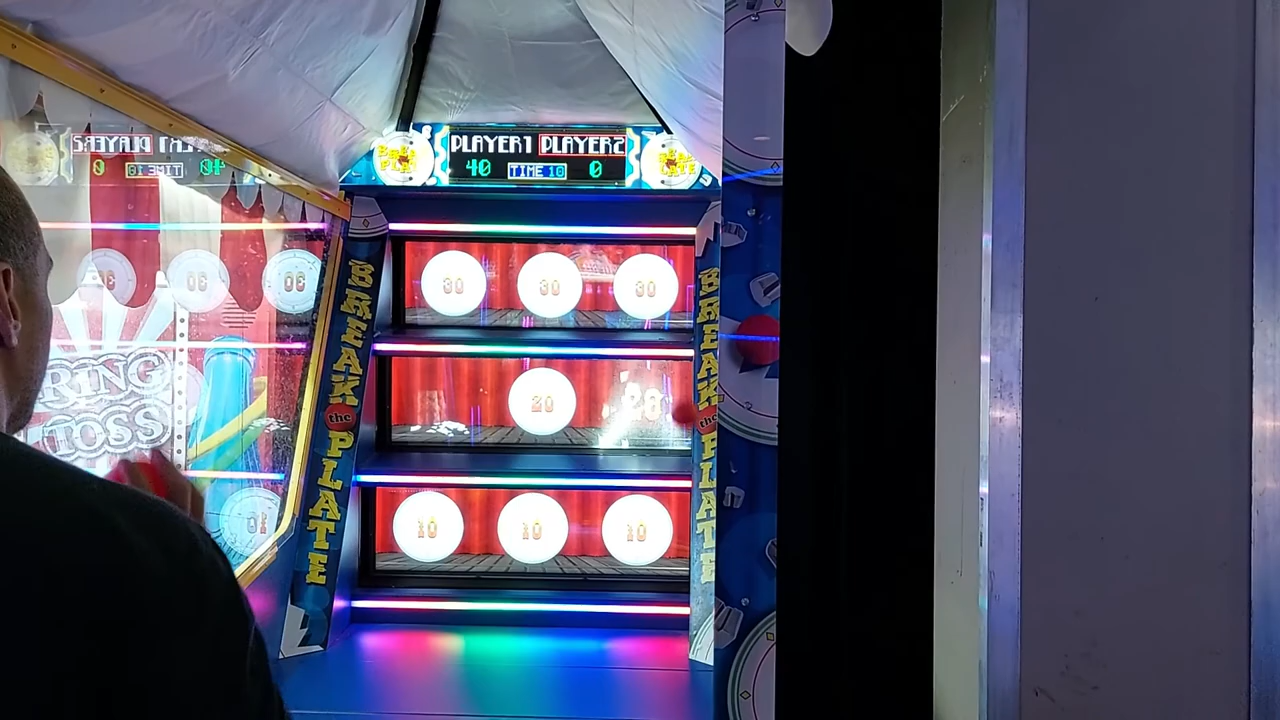 PLAYER1 PLAYER2
40 TIME 10 0
BREAK the PLATE
BREAK the PLATE
30 30 30
20 20
10 10 10
RING
TOSS